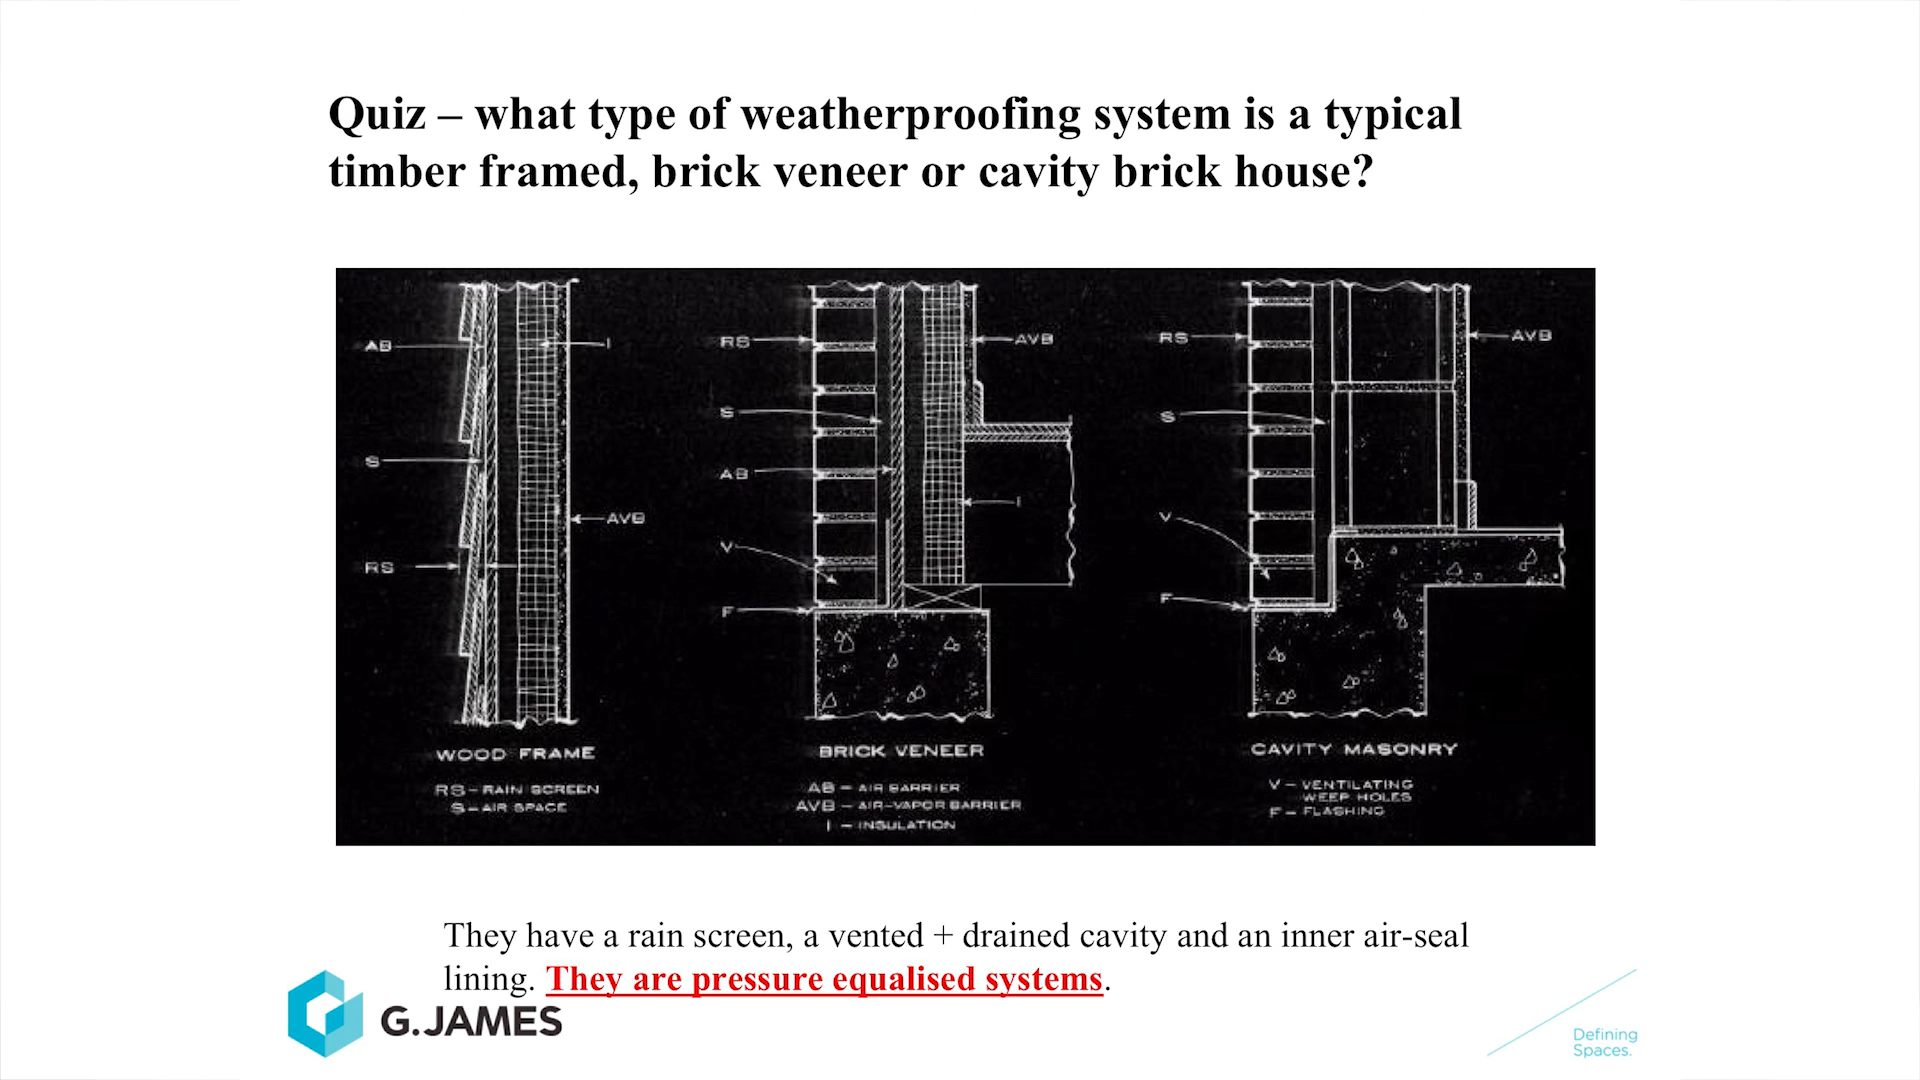 Quiz – what type of weatherproofing system is a typical
timber framed, brick veneer or cavity brick house?
AB
I
S
AVB
RS
WOOD FRAME
RS – RAIN SCREEN
S – AIR SPACE
RS
AVB
S
AB
I
V
F
BRICK VENEER
AB – AIR BARRIER
AVB – AIR-VAPOR BARRIER
I – INSULATION
RS
AVB
S
V
F
CAVITY MASONRY
V – VENTILATING
WEEP HOLES
F – FLASHING
They have a rain screen, a vented + drained cavity and an inner air-seal
lining. They are pressure equalised systems.
G.JAMES
Defining
Spaces.